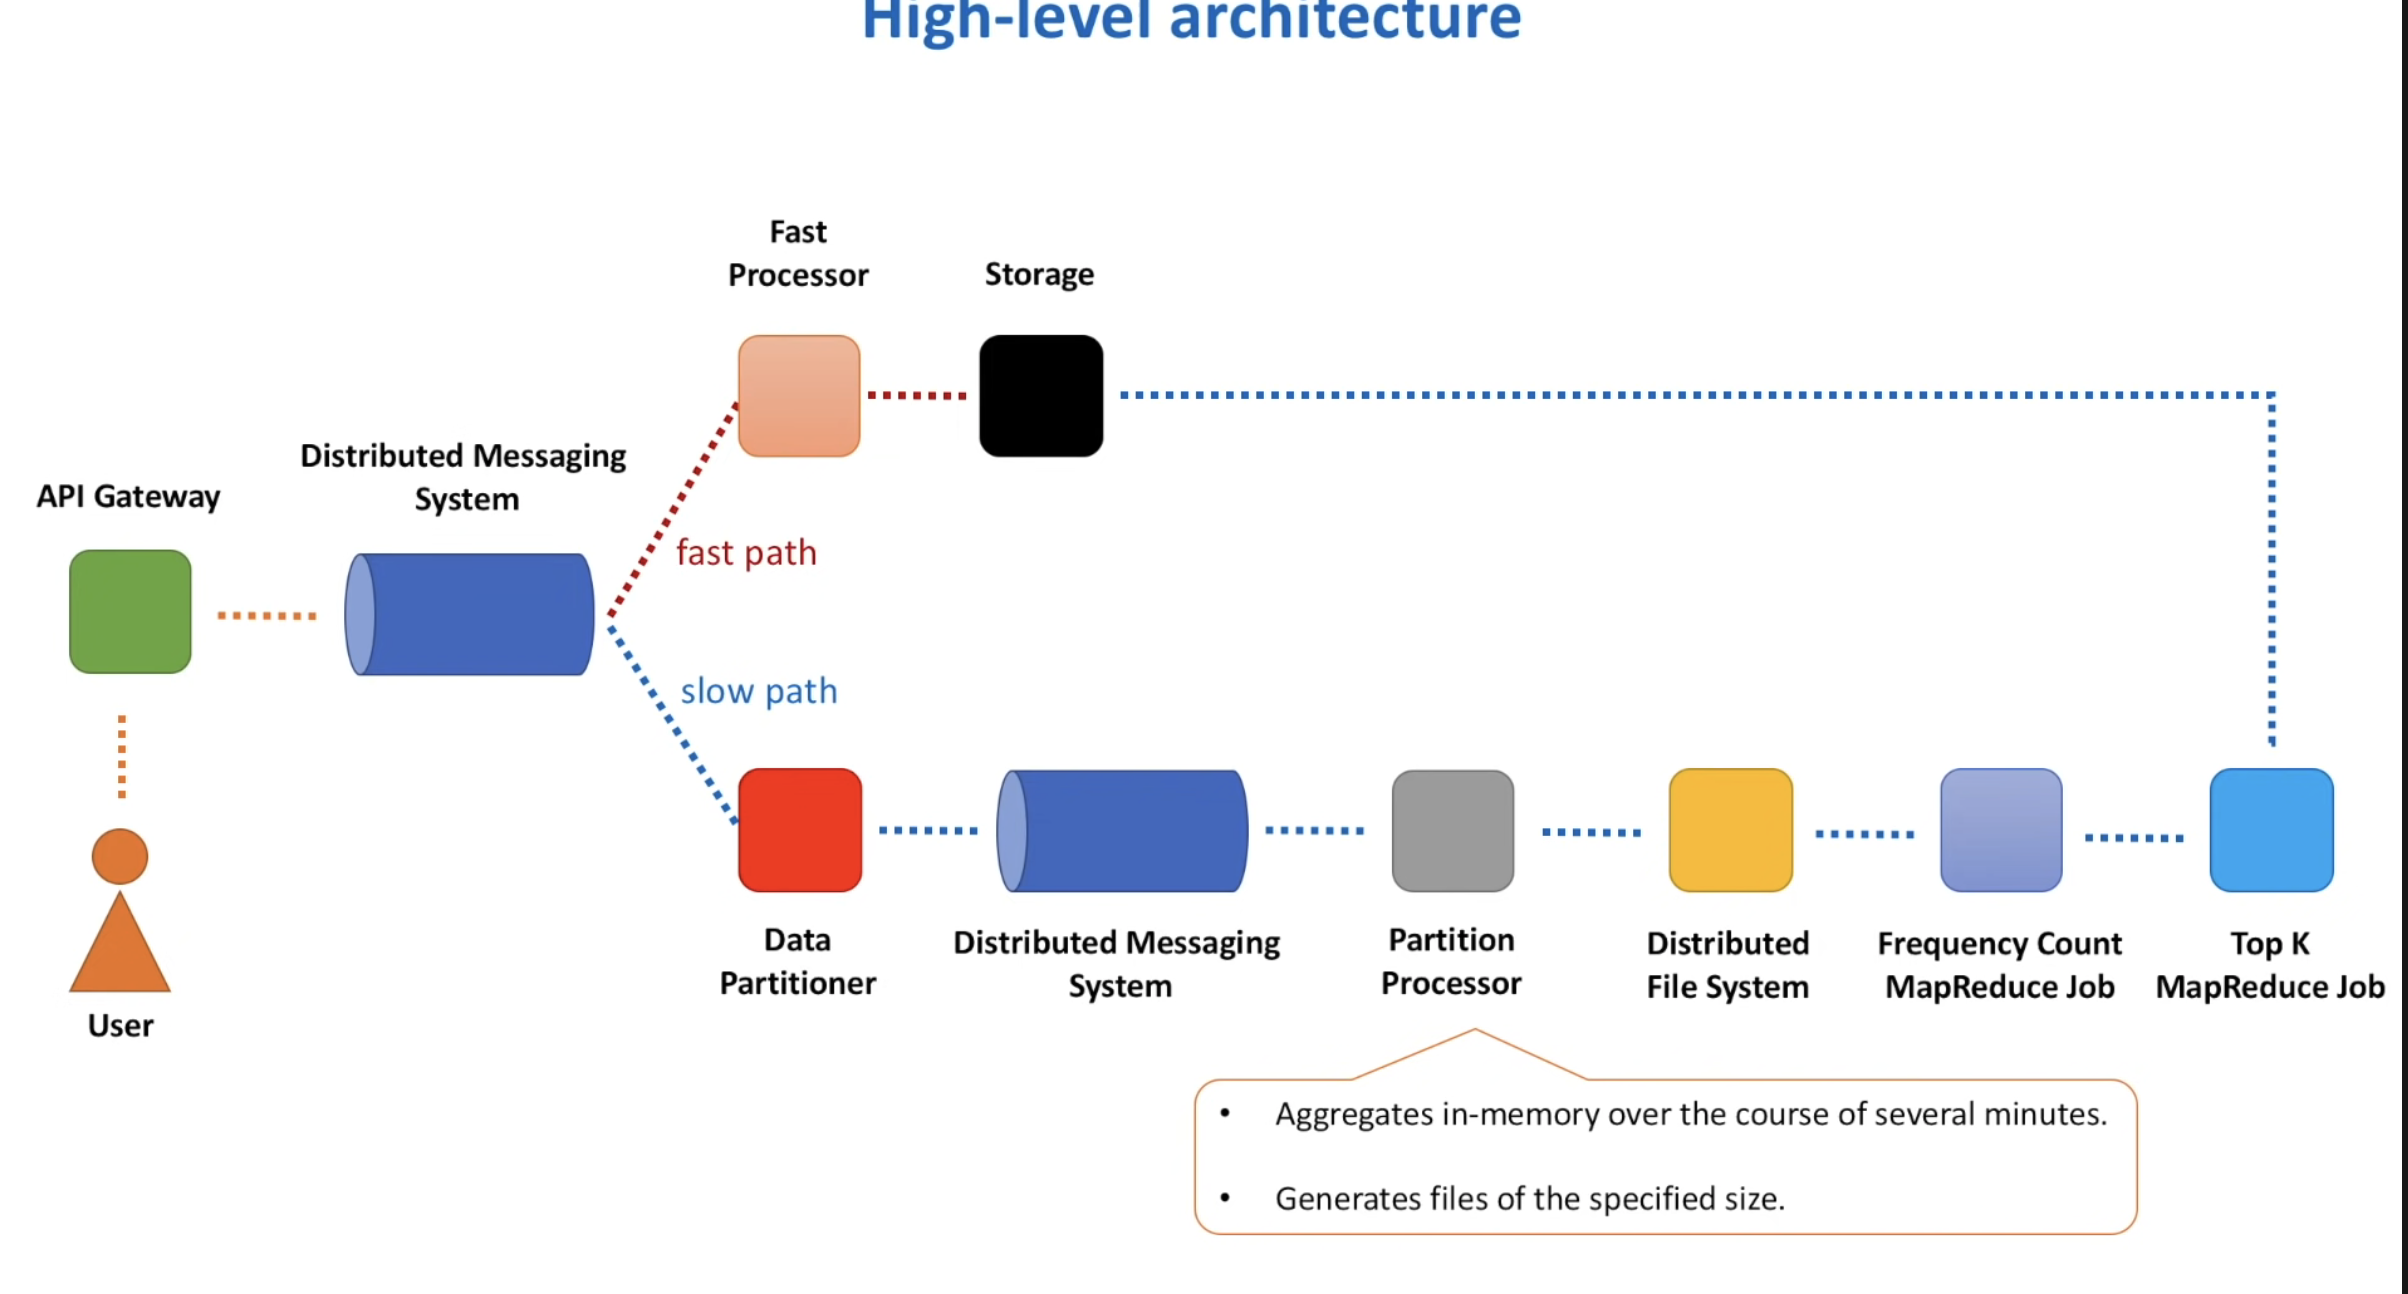 High-level architecture
Fast
Processor
Storage
Distributed Messaging
System
API Gateway
fast path
slow path
User
Data
Partitioner
Distributed Messaging
System
Partition
Processor
Distributed
File System
Frequency Count
MapReduce Job
Top K
MapReduce Job
• Aggregates in-memory over the course of several minutes.
• Generates files of the specified size.